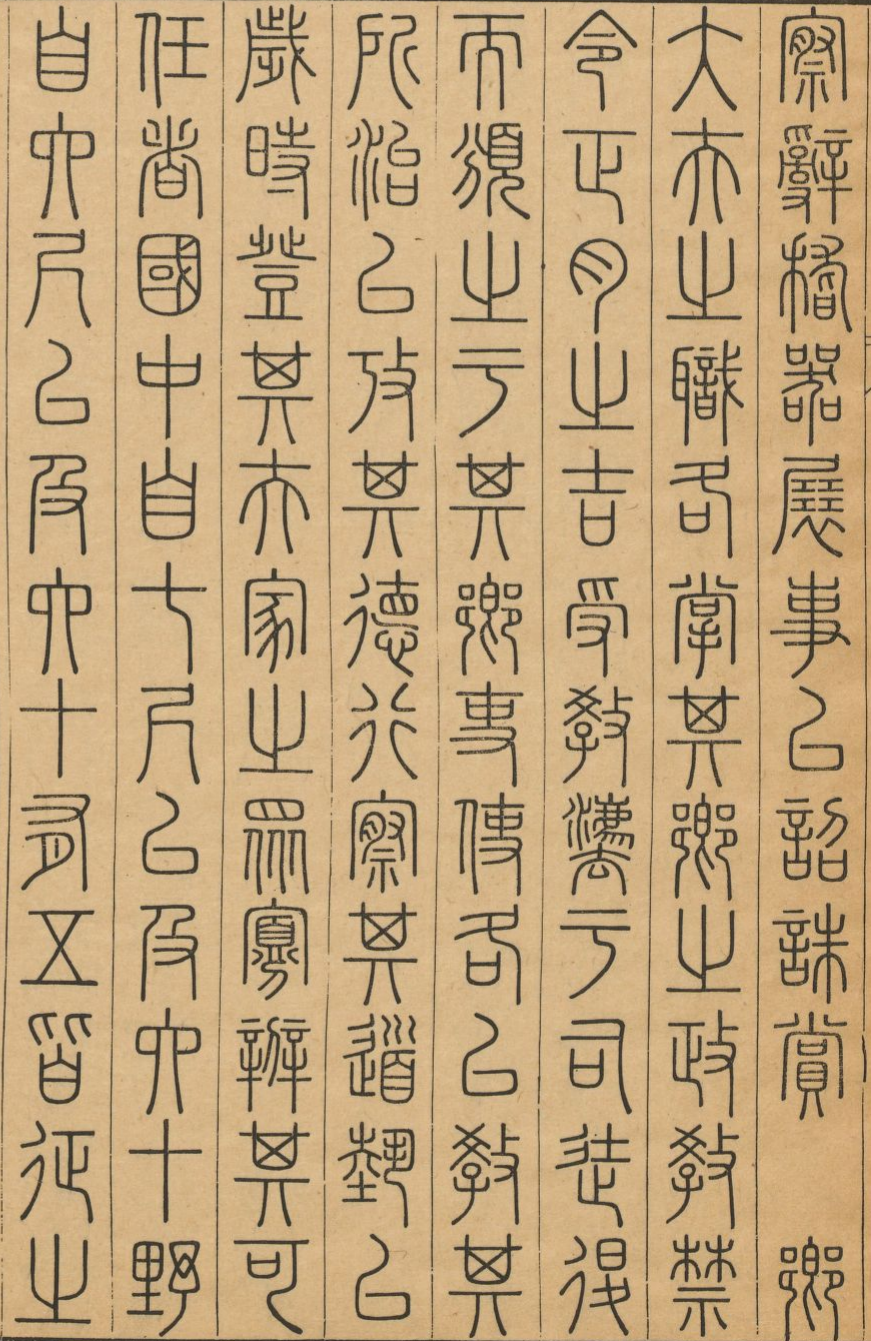 察辭稽器展事以詔誅賞　鄉
大夫之職各掌其鄉之政教禁
令正月之吉受教灋于司徒退
而頒之于其鄉吏使各以教其
所治以攷其德行察其道藝以
歲時登其夫家之眾寡辨其可
任者國中自七尺以及六十野
自六尺以及六十有五皆征之